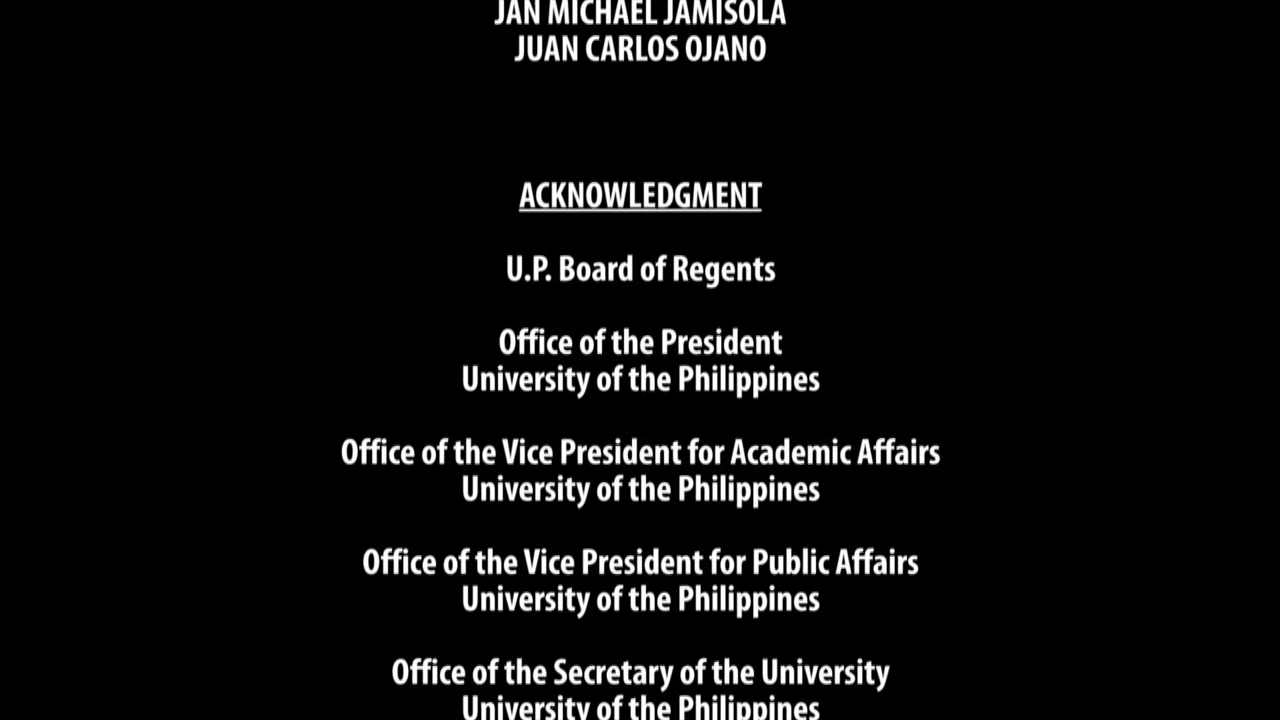 JAN MICHAEL JAMISOLA
JUAN CARLOS OJANO
ACKNOWLEDGMENT
U.P. Board of Regents
Office of the President
University of the Philippines
Office of the Vice President for Academic Affairs
University of the Philippines
Office of the Vice President for Public Affairs
University of the Philippines
Office of the Secretary of the University
University of the Philippines